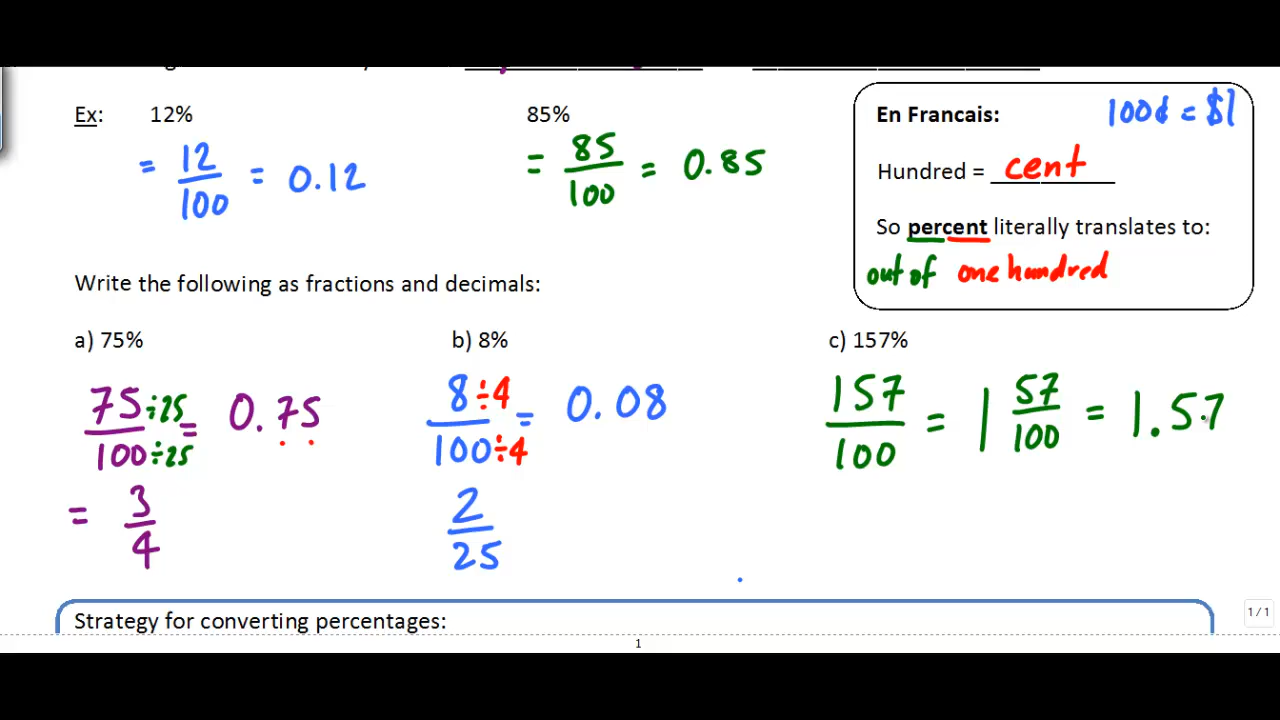 Ex: 12% 85%
= 12/100 = 0.12
= 85/100 = 0.85
En Francais: 100¢ = $1
Hundred = cent
So percent literally translates to:
out of one hundred
Write the following as fractions and decimals:
a) 75% b) 8% c) 157%
75÷25/100÷25 = 0.75
= 3/4
8÷4/100÷4 = 0.08
2/25
157/100 = 1 57/100 = 1.57
Strategy for converting percentages:
1/1
1